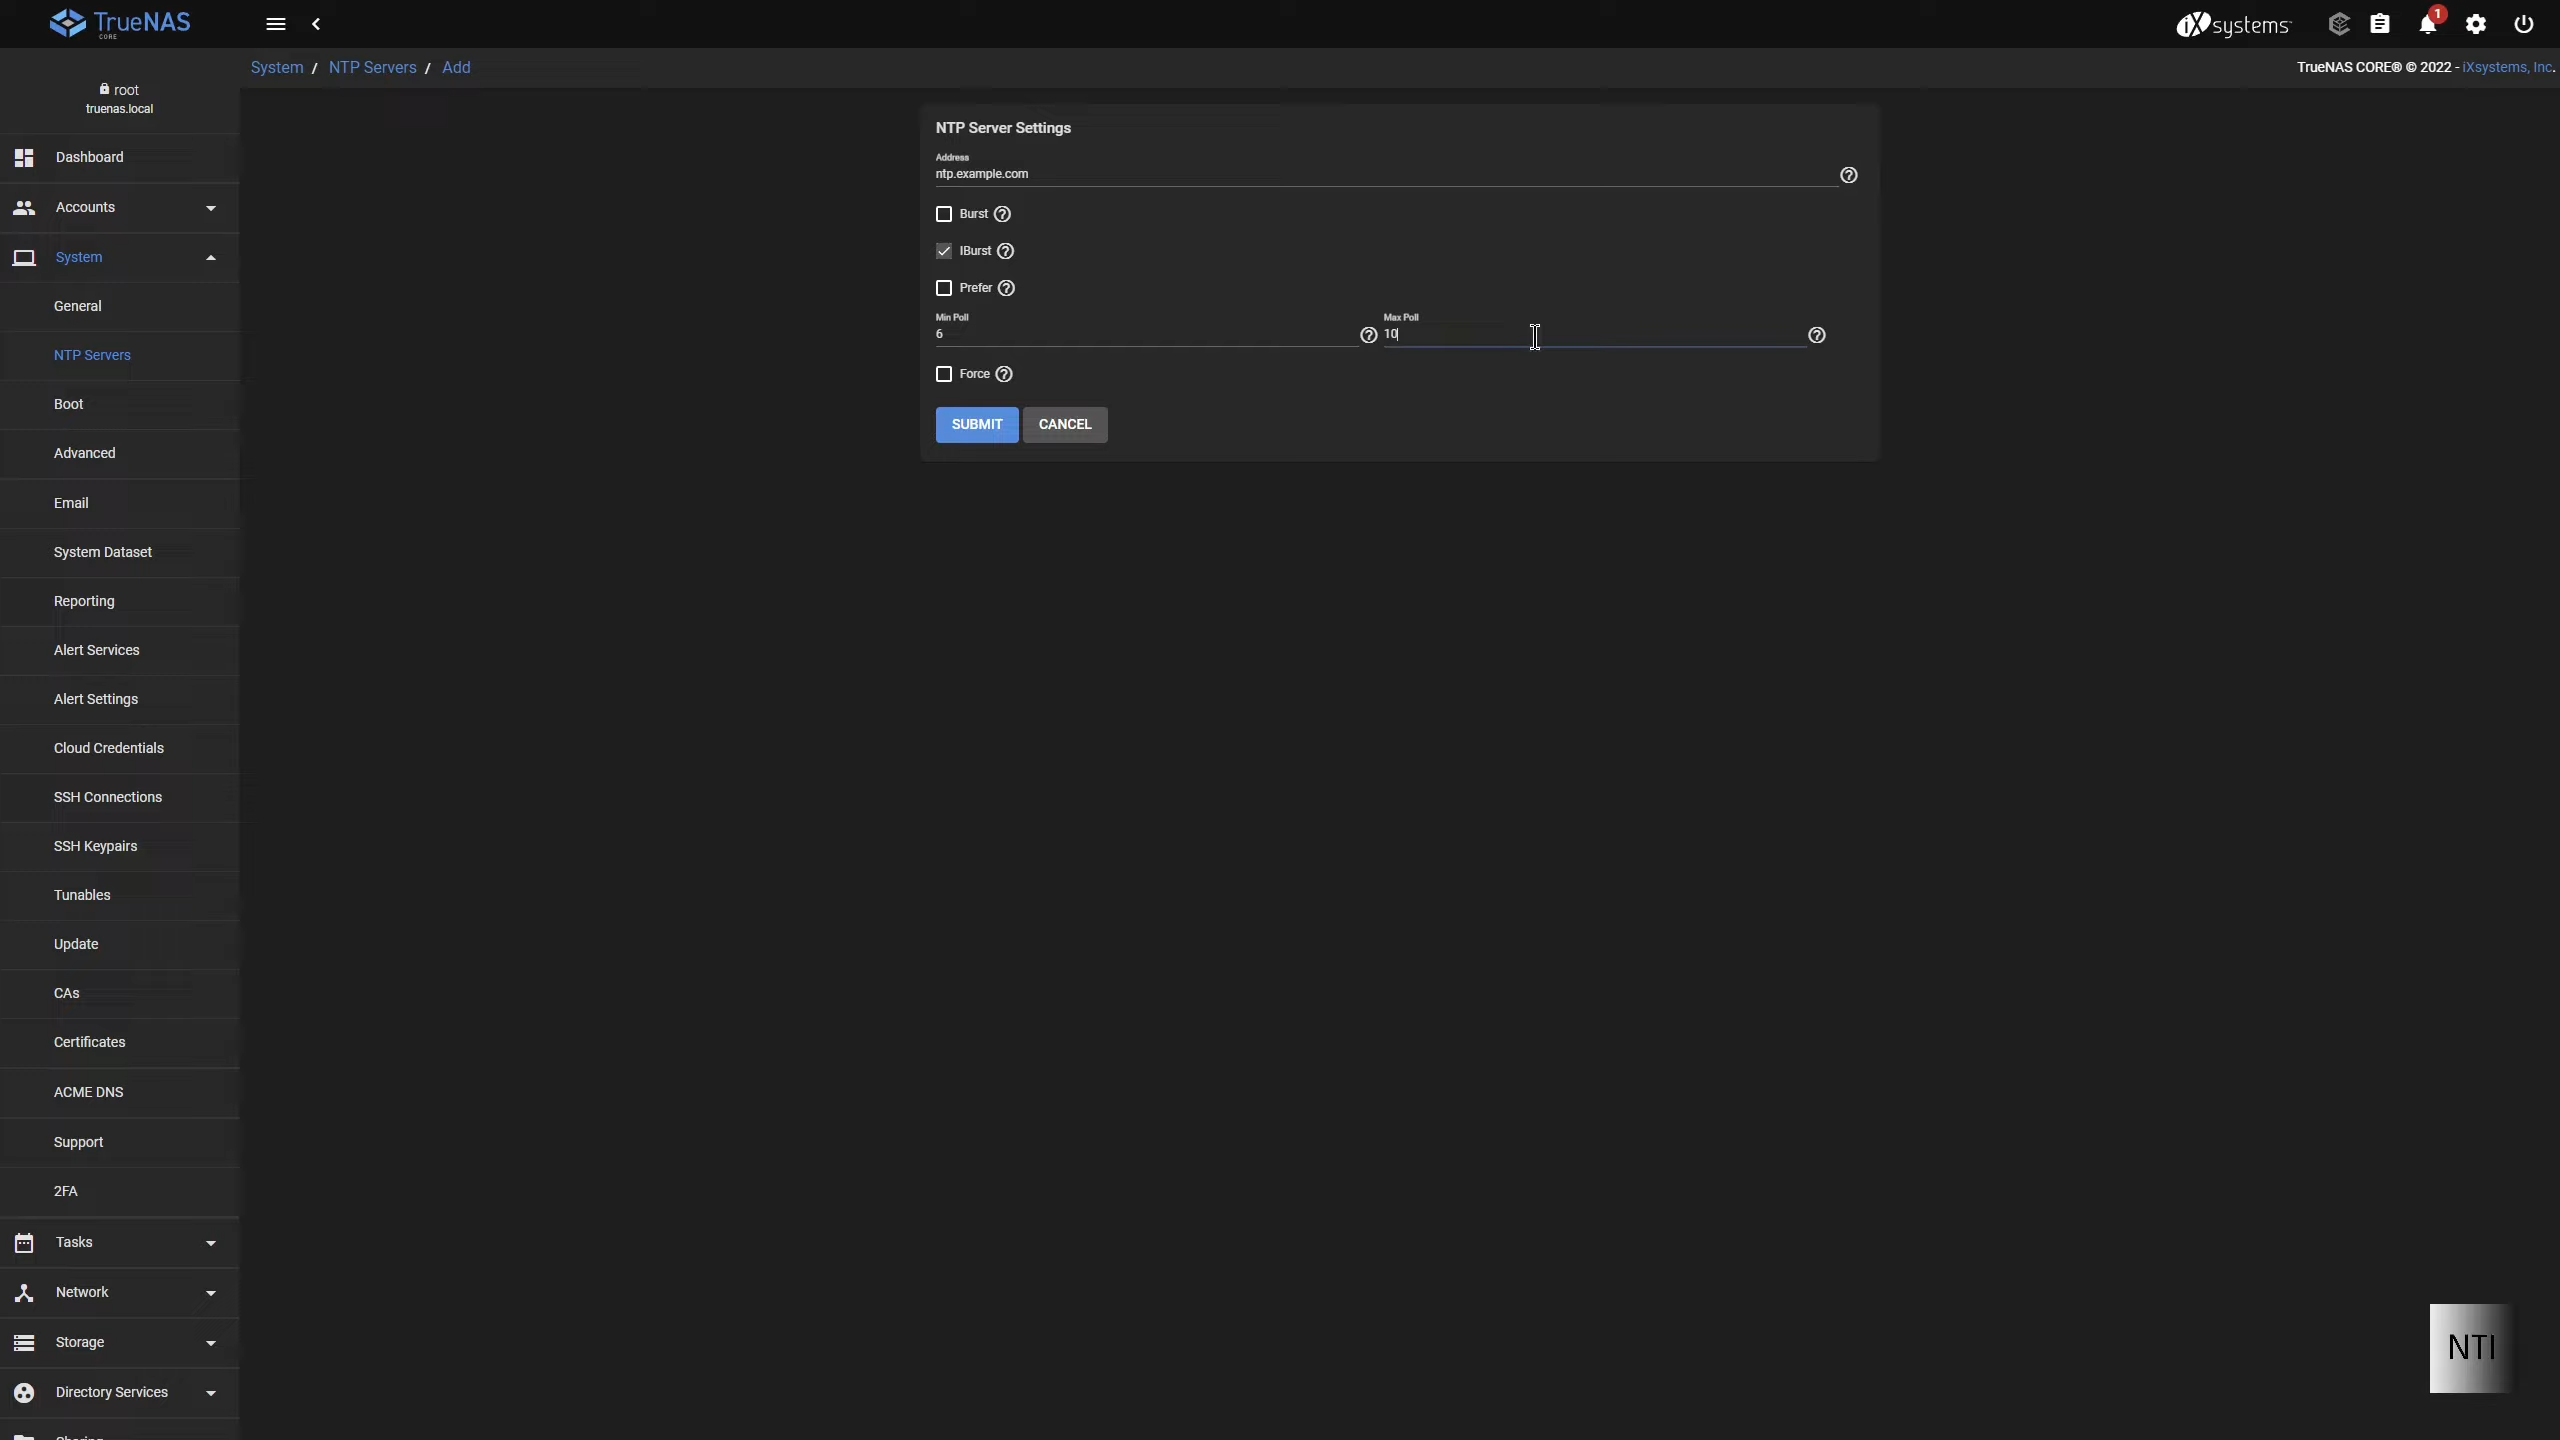 TrueNAS
CORE
iXsystems
1
System / NTP Servers / Add
TrueNAS CORE® © 2022 - iXsystems, Inc.
root
truenas.local
Dashboard
Accounts
System
General
NTP Servers
Boot
Advanced
Email
System Dataset
Reporting
Alert Services
Alert Settings
Cloud Credentials
SSH Connections
SSH Keypairs
Tunables
Update
CAs
Certificates
ACME DNS
Support
2FA
Tasks
Network
Storage
Directory Services
NTP Server Settings
Address
ntp.example.com
Burst
IBurst
Prefer
Min Poll
6
Max Poll
10
Force
SUBMIT CANCEL
NTI